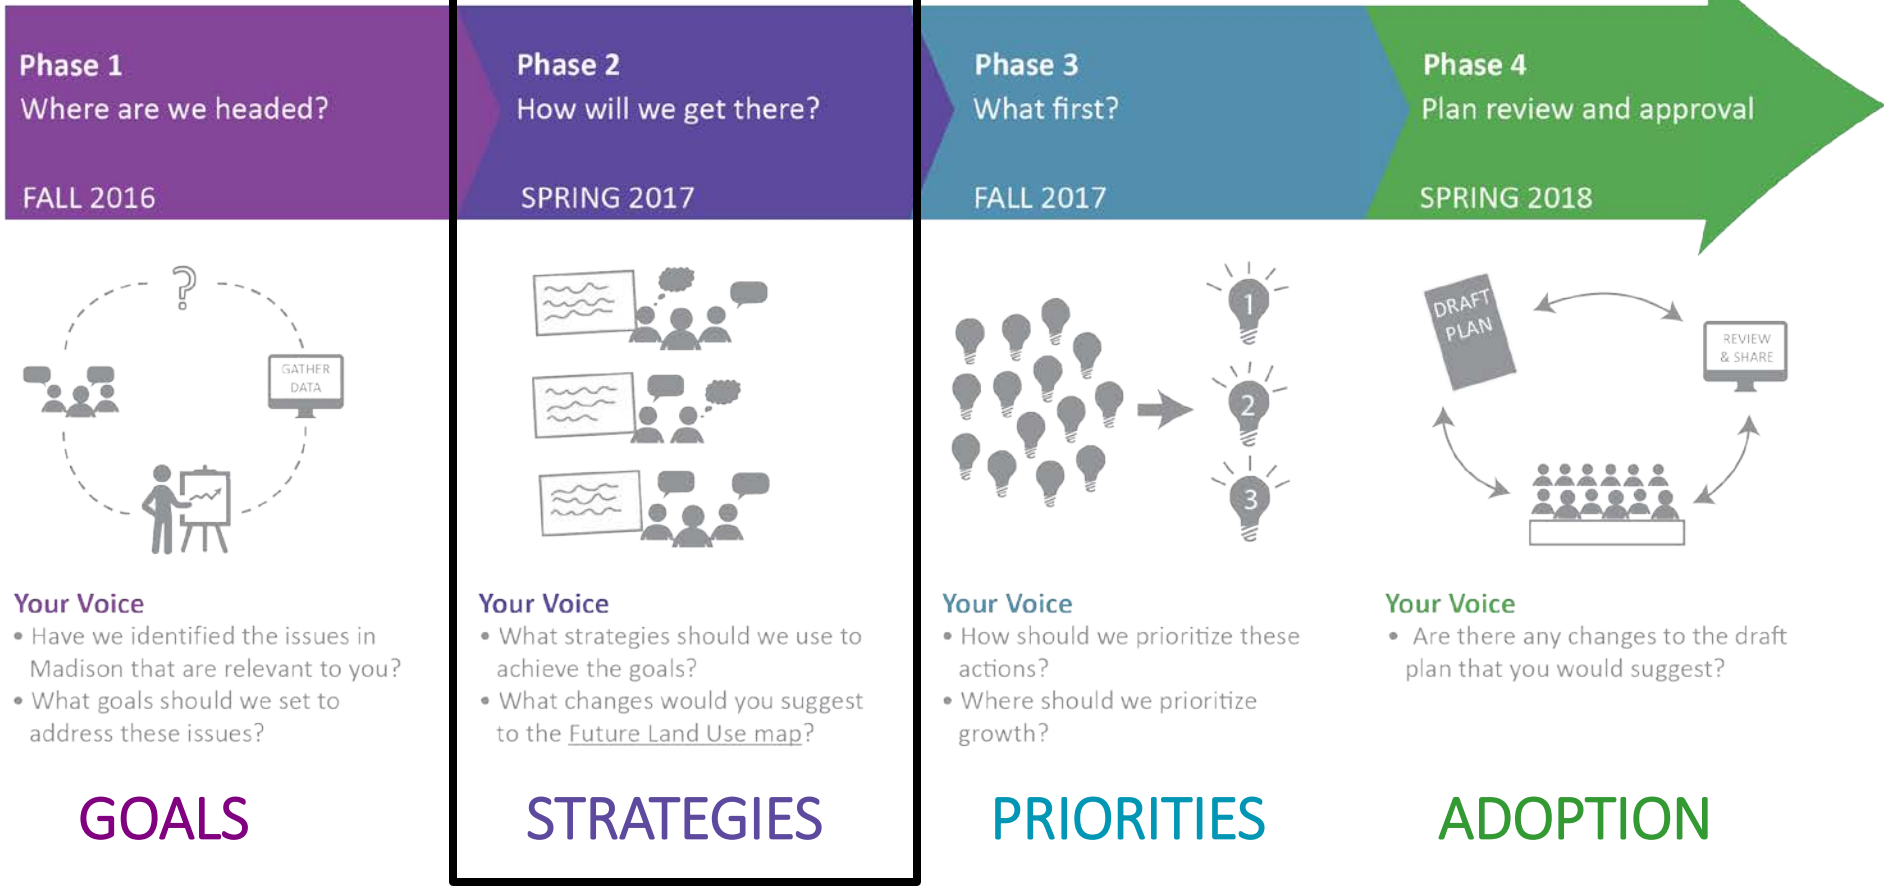 Phase 1
Where are we headed?
FALL 2016
Phase 2
How will we get there?
SPRING 2017
Phase 3
What first?
FALL 2017
Phase 4
Plan review and approval
SPRING 2018
?
GATHER
DATA
1
2
3
DRAFT
PLAN
REVIEW
& SHARE
Your Voice
• Have we identified the issues in
Madison that are relevant to you?
• What goals should we set to
address these issues?
Your Voice
• What strategies should we use to
achieve the goals?
• What changes would you suggest
to the Future Land Use map?
Your Voice
• How should we prioritize these
actions?
• Where should we prioritize
growth?
Your Voice
• Are there any changes to the draft
plan that you would suggest?
GOALS
STRATEGIES
PRIORITIES
ADOPTION